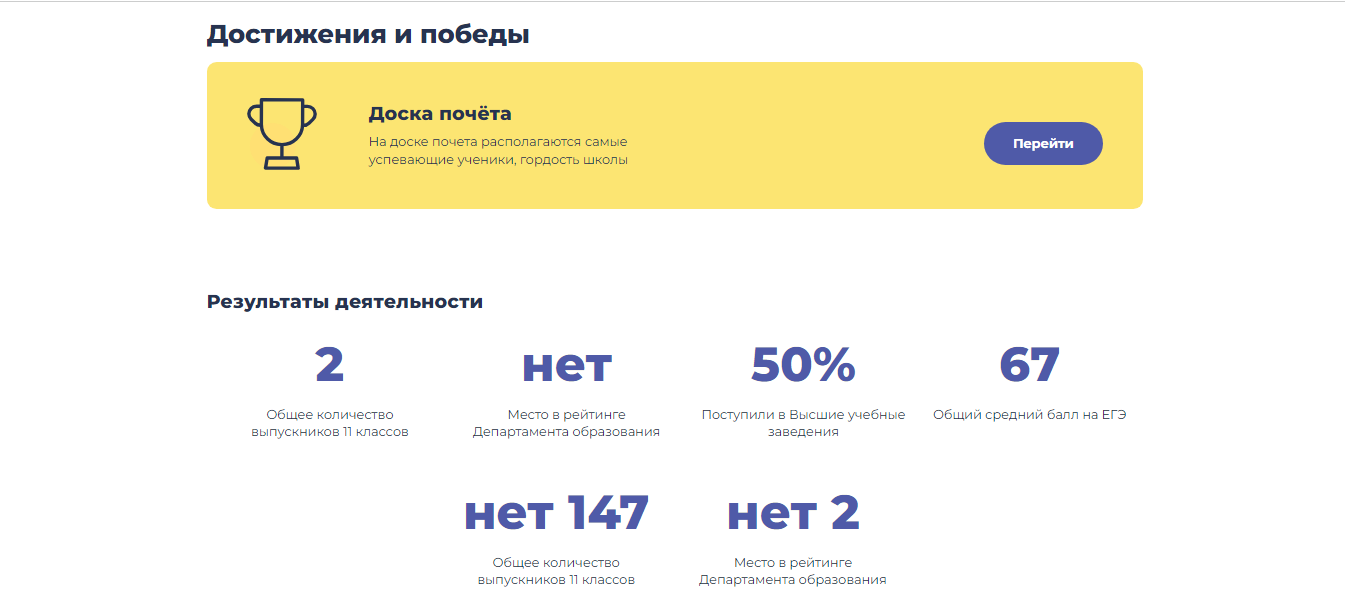 Достижения и победы
Доска почёта
На доске почета располагаются самые
успевающие ученики, гордость школы
Перейти
Результаты деятельности
2
Общее количество
выпускников 11 классов
нет
Место в рейтинге
Департамента образования
50%
Поступили в Высшие учебные
заведения
67
Общий средний балл на ЕГЭ
нет 147
Общее количество
выпускников 11 классов
нет 2
Место в рейтинге
Департамента образования